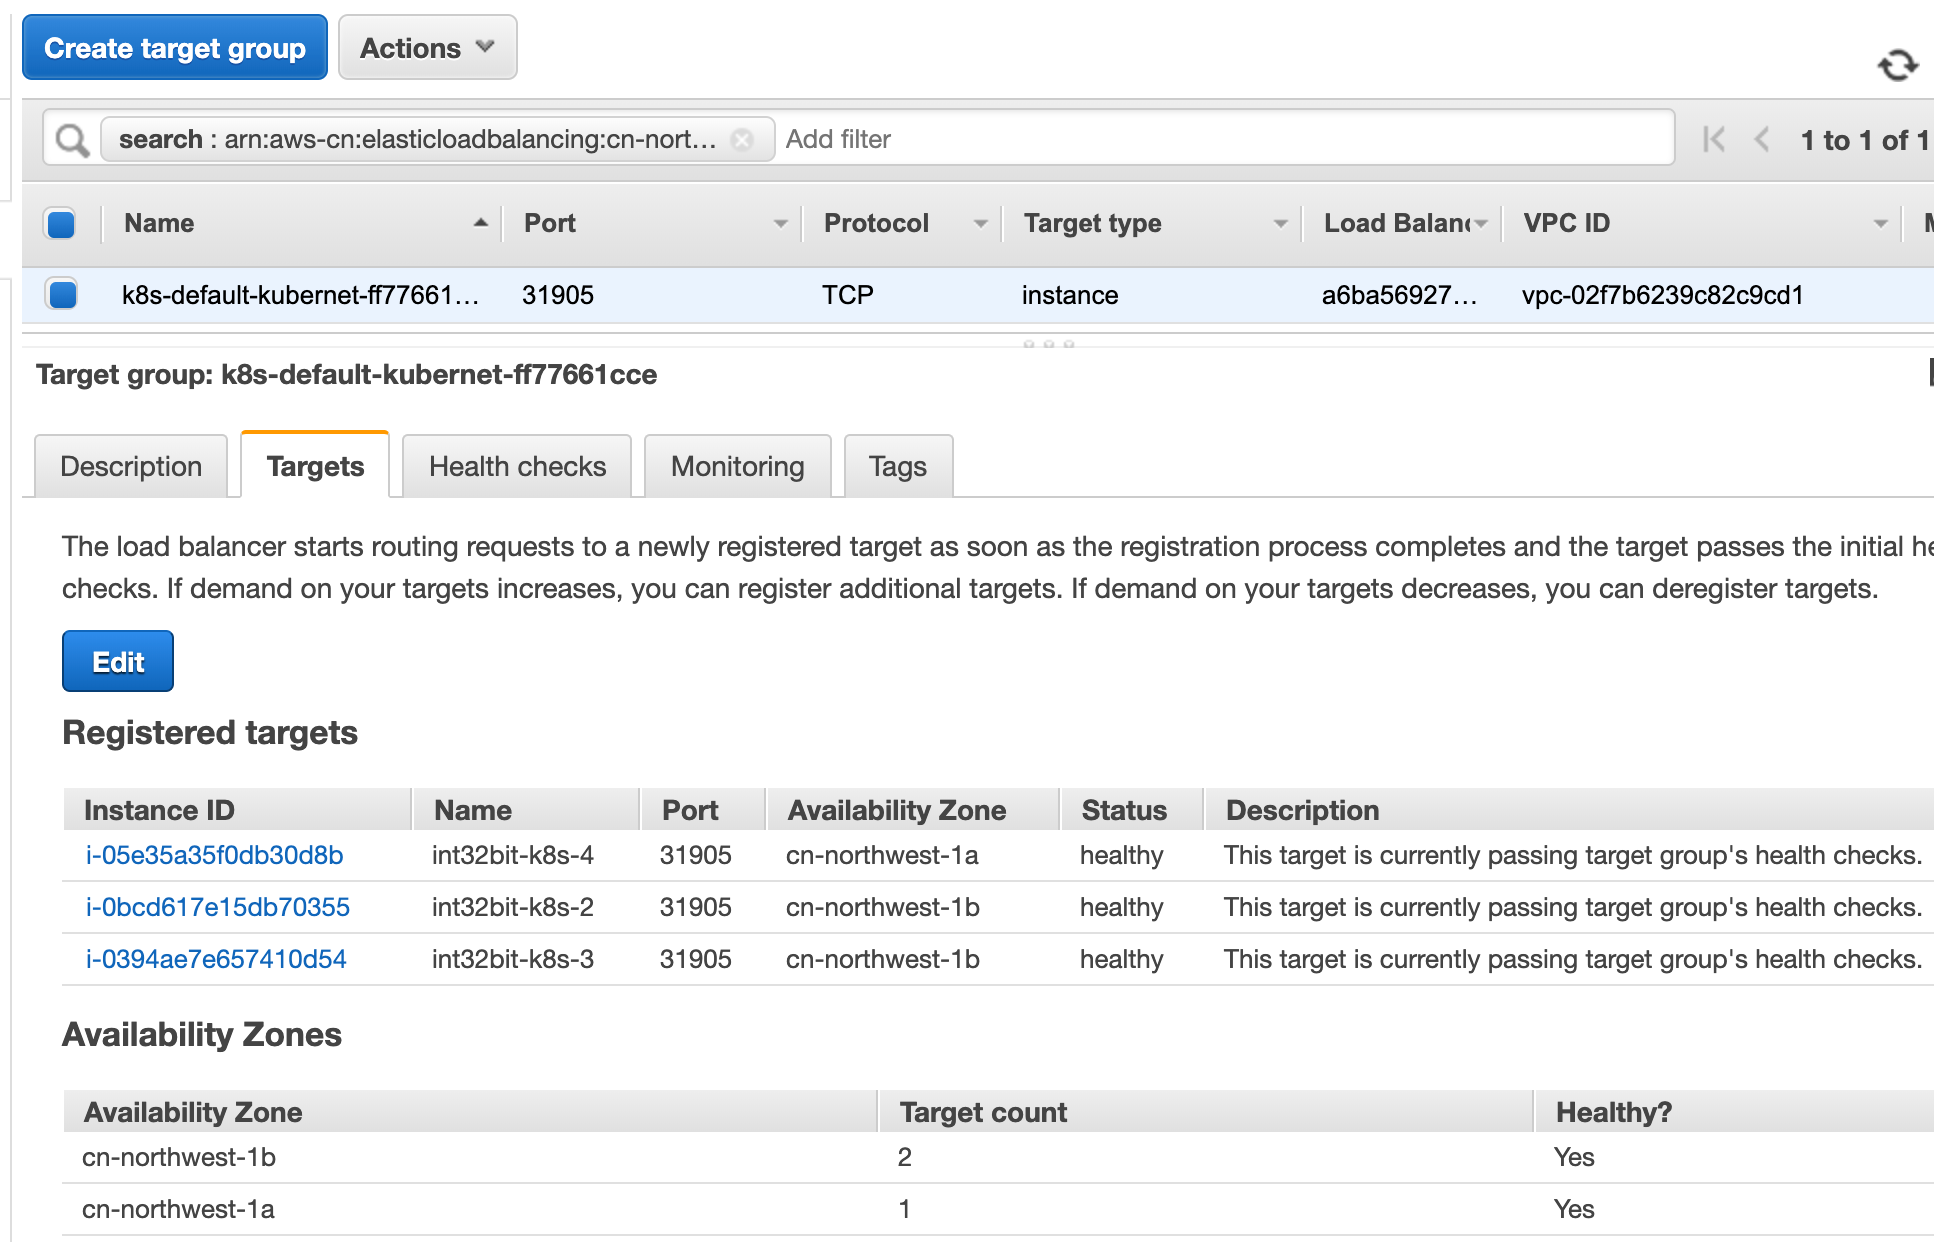 Create target group Actions
search : arn:aws-cn:elasticloadbalancing:cn-nort... Add filter 1 to 1 of 1
Name Port Protocol Target type Load Balanc VPC ID
k8s-default-kubernet-ff77661... 31905 TCP instance a6ba56927... vpc-02f7b6239c82c9cd1
Target group: k8s-default-kubernet-ff77661cce
Description Targets Health checks Monitoring Tags
The load balancer starts routing requests to a newly registered target as soon as the registration process completes and the target passes the initial he
checks. If demand on your targets increases, you can register additional targets. If demand on your targets decreases, you can deregister targets.
Edit
Registered targets
Instance ID Name Port Availability Zone Status Description
i-05e35a35f0db30d8b int32bit-k8s-4 31905 cn-northwest-1a healthy This target is currently passing target group's health checks.
i-0bcd617e15db70355 int32bit-k8s-2 31905 cn-northwest-1b healthy This target is currently passing target group's health checks.
i-0394ae7e657410d54 int32bit-k8s-3 31905 cn-northwest-1b healthy This target is currently passing target group's health checks.
Availability Zones
Availability Zone Target count Healthy?
cn-northwest-1b 2 Yes
cn-northwest-1a 1 Yes